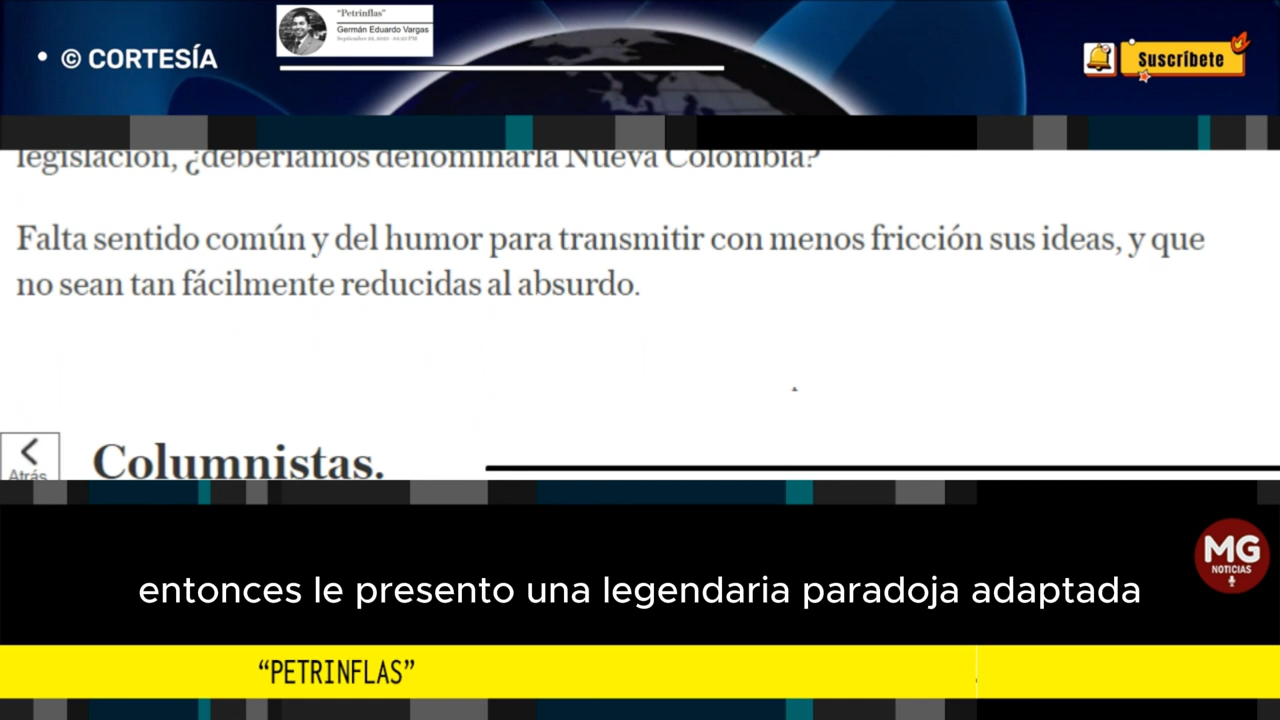 • © CORTESÍA
“Petrinflas”
Germán Eduardo Vargas
Suscríbete
legislación, ¿deberíamos denominarla Nueva Colombia?
Falta sentido común y del humor para transmitir con menos fricción sus ideas, y que
no sean tan fácilmente reducidas al absurdo.
Atrás
Columnistas.
MG
NOTICIAS
entonces le presento una legendaria paradoja adaptada
“PETRINFLAS”